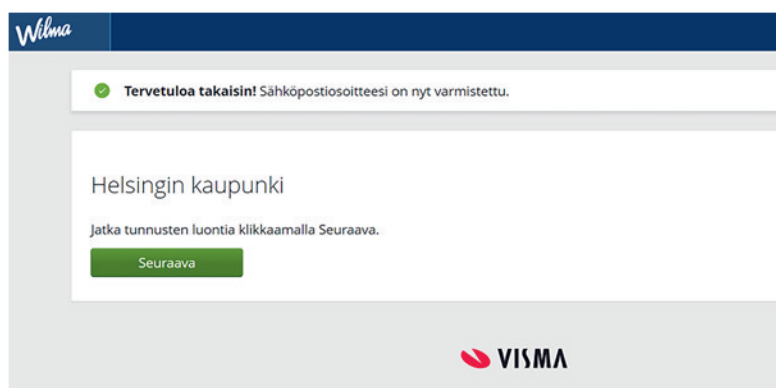 Wilma
Tervetuloa takaisin! Sähköpostiosoitteesi on nyt varmistettu.
Helsingin kaupunki
Jatka tunnusten luontia klikkaamalla Seuraava.
Seuraava
VISMA